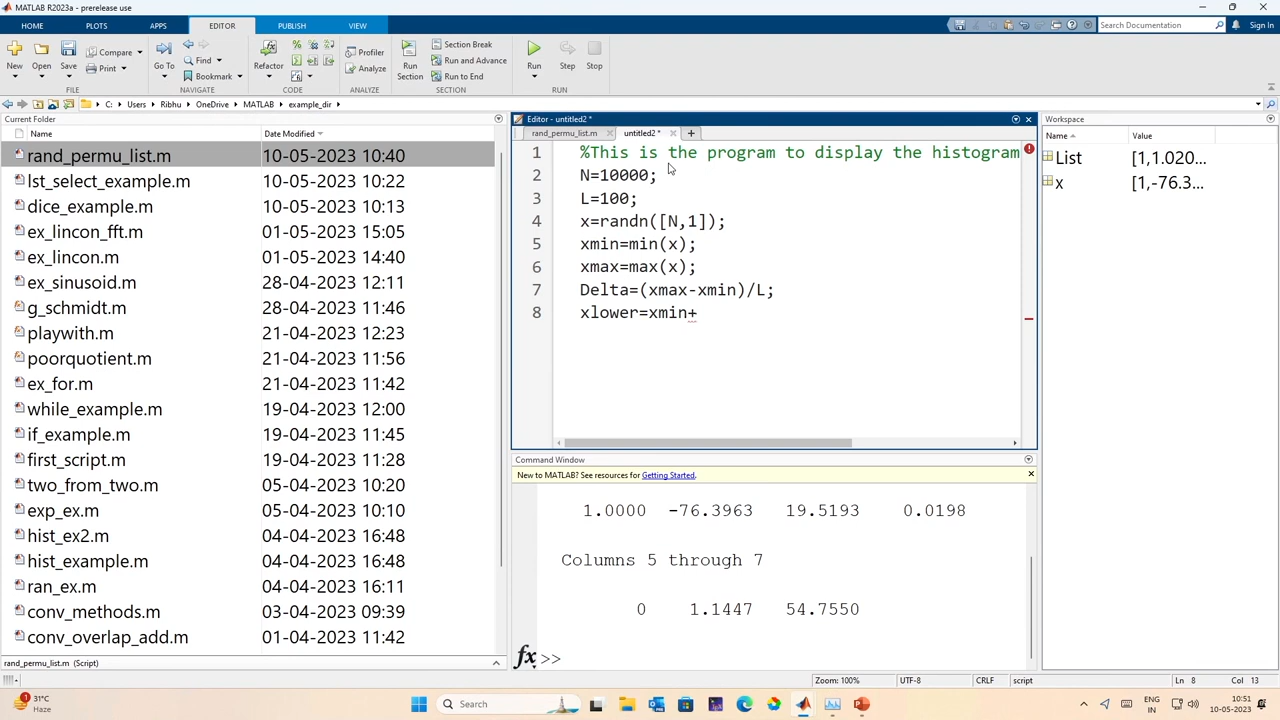 MATLAB R2023a - prerelease use
HOME PLOTS APPS EDITOR PUBLISH VIEW
Search Documentation Sign In
New Open Save Compare Print
Go To Find Bookmark
Refactor
Profiler Analyze
Run Section
Section Break
Run and Advance
Run to End
Run Step Stop
FILE NAVIGATE CODE ANALYZE SECTION RUN
C: Users Ribhu OneDrive MATLAB example_dir
Current Folder
Name Date Modified
rand_permu_list.m 10-05-2023 10:40
lst_select_example.m 10-05-2023 10:22
dice_example.m 10-05-2023 10:13
ex_lincon_fft.m 01-05-2023 15:05
ex_lincon.m 01-05-2023 14:40
ex_sinusoid.m 28-04-2023 12:11
g_schmidt.m 28-04-2023 11:46
playwith.m 21-04-2023 12:23
poorquotient.m 21-04-2023 11:56
ex_for.m 21-04-2023 11:42
while_example.m 19-04-2023 12:00
if_example.m 19-04-2023 11:45
first_script.m 19-04-2023 11:28
two_from_two.m 05-04-2023 10:20
exp_ex.m 05-04-2023 10:10
hist_ex2.m 04-04-2023 16:48
hist_example.m 04-04-2023 16:48
ran_ex.m 04-04-2023 16:11
conv_methods.m 03-04-2023 09:39
conv_overlap_add.m 01-04-2023 11:42
rand_permu_list.m (Script)
Editor - untitled2 *
rand_permu_list.m untitled2 * +
1 %This is the program to display the histogram
2 N=10000;
3 L=100;
4 x=randn([N,1]);
5 xmin=min(x);
6 xmax=max(x);
7 Delta=(xmax-xmin)/L;
8 xlower=xmin+
Command Window
New to MATLAB? See resources for Getting Started.
1.0000 -76.3963 19.5193 0.0198
Columns 5 through 7
0 1.1447 54.7550
fx >>
Workspace
Name Value
List [1,1.020...
x [1,-76.3...
Zoom: 100% UTF-8 CRLF script Ln 8 Col 13
31°C
Haze
Search
ENG
IN
10:51
10-05-2023